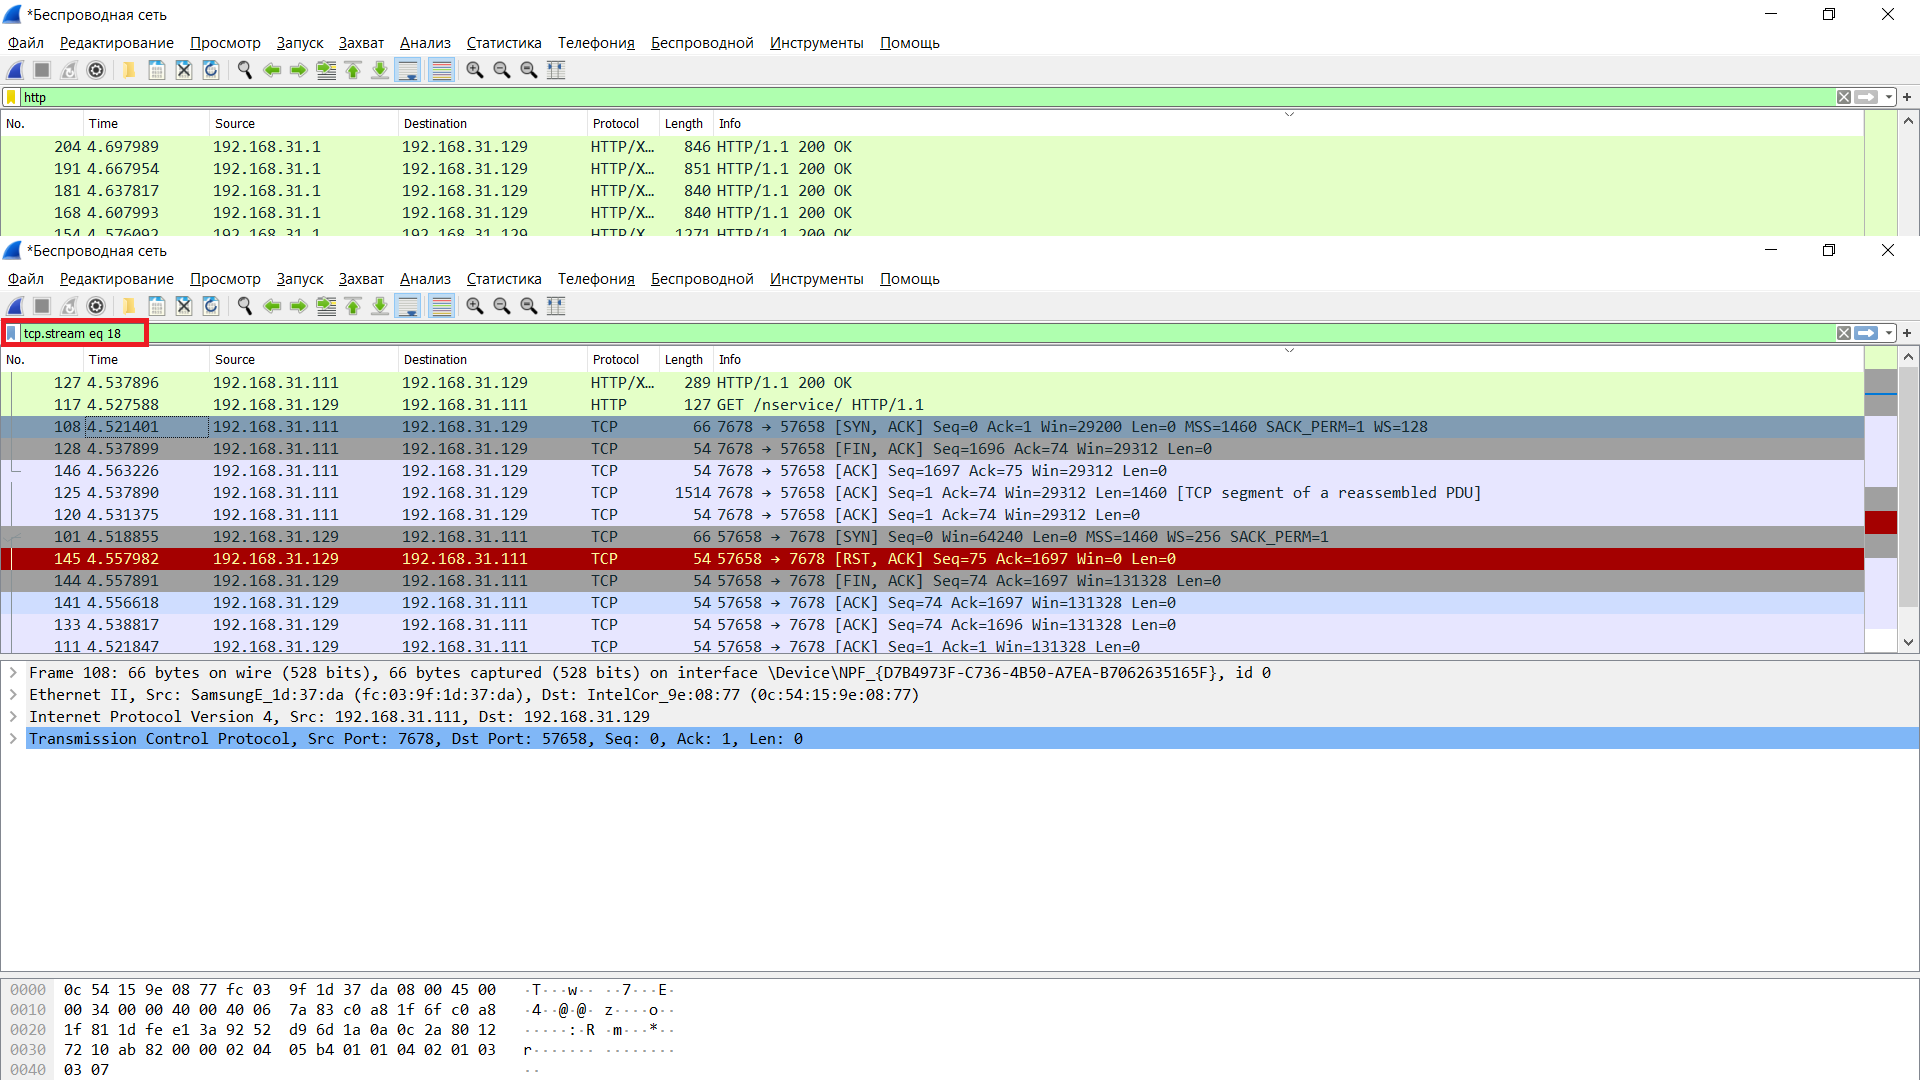 *Беспроводная сеть
Файл Редактирование Просмотр Запуск Захват Анализ Статистика Телефония Беспроводной Инструменты Помощь
http
No. Time Source Destination Protocol Length Info
204 4.697989 192.168.31.1 192.168.31.129 HTTP/X… 846 HTTP/1.1 200 OK
191 4.667954 192.168.31.1 192.168.31.129 HTTP/X… 851 HTTP/1.1 200 OK
181 4.637817 192.168.31.1 192.168.31.129 HTTP/X… 840 HTTP/1.1 200 OK
168 4.607993 192.168.31.1 192.168.31.129 HTTP/X… 840 HTTP/1.1 200 OK
154 4.576092 192.168.31.1 192.168.31.129 HTTP/X… 1271 HTTP/1.1 200 OK
*Беспроводная сеть
Файл Редактирование Просмотр Запуск Захват Анализ Статистика Телефония Беспроводной Инструменты Помощь
tcp.stream eq 18
No. Time Source Destination Protocol Length Info
127 4.537896 192.168.31.111 192.168.31.129 HTTP/X… 289 HTTP/1.1 200 OK
117 4.527588 192.168.31.129 192.168.31.111 HTTP 127 GET /nservice/ HTTP/1.1
108 4.521401 192.168.31.111 192.168.31.129 TCP 66 7678 → 57658 [SYN, ACK] Seq=0 Ack=1 Win=29200 Len=0 MSS=1460 SACK_PERM=1 WS=128
128 4.537899 192.168.31.111 192.168.31.129 TCP 54 7678 → 57658 [FIN, ACK] Seq=1696 Ack=74 Win=29312 Len=0
146 4.563226 192.168.31.111 192.168.31.129 TCP 54 7678 → 57658 [ACK] Seq=1697 Ack=75 Win=29312 Len=0
125 4.537890 192.168.31.111 192.168.31.129 TCP 1514 7678 → 57658 [ACK] Seq=1 Ack=74 Win=29312 Len=1460 [TCP segment of a reassembled PDU]
120 4.531375 192.168.31.111 192.168.31.129 TCP 54 7678 → 57658 [ACK] Seq=1 Ack=74 Win=29312 Len=0
101 4.518855 192.168.31.129 192.168.31.111 TCP 66 57658 → 7678 [SYN] Seq=0 Win=64240 Len=0 MSS=1460 WS=256 SACK_PERM=1
145 4.557982 192.168.31.129 192.168.31.111 TCP 54 57658 → 7678 [RST, ACK] Seq=75 Ack=1697 Win=0 Len=0
144 4.557891 192.168.31.129 192.168.31.111 TCP 54 57658 → 7678 [FIN, ACK] Seq=74 Ack=1697 Win=131328 Len=0
141 4.556618 192.168.31.129 192.168.31.111 TCP 54 57658 → 7678 [ACK] Seq=74 Ack=1697 Win=131328 Len=0
133 4.538817 192.168.31.129 192.168.31.111 TCP 54 57658 → 7678 [ACK] Seq=74 Ack=1696 Win=131328 Len=0
111 4.521847 192.168.31.129 192.168.31.111 TCP 54 57658 → 7678 [ACK] Seq=1 Ack=1 Win=131328 Len=0
Frame 108: 66 bytes on wire (528 bits), 66 bytes captured (528 bits) on interface \Device\NPF_{D7B4973F-C736-4B50-A7EA-B7062635165F}, id 0
Ethernet II, Src: SamsungE_1d:37:da (fc:03:9f:1d:37:da), Dst: IntelCor_9e:08:77 (0c:54:15:9e:08:77)
Internet Protocol Version 4, Src: 192.168.31.111, Dst: 192.168.31.129
Transmission Control Protocol, Src Port: 7678, Dst Port: 57658, Seq: 0, Ack: 1, Len: 0
0000 0c 54 15 9e 08 77 fc 03 9f 1d 37 da 08 00 45 00 ·T···w·· ··7···E·
0010 00 34 00 00 40 00 40 06 7a 83 c0 a8 1f 6f c0 a8 ·4··@·@· z····o··
0020 1f 81 1d fe e1 3a 92 52 d9 6d 1a 0a 0c 2a 80 12 ·····:·R ·m···*··
0030 72 10 ab 82 00 00 02 04 05 b4 01 01 04 02 01 03 r······· ········
0040 03 07 ··